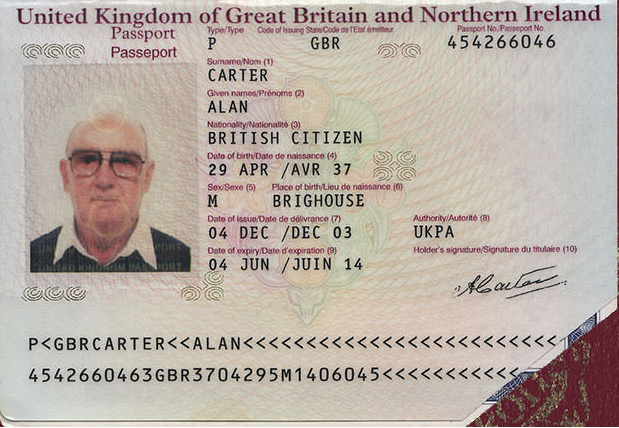 United Kingdom of Great Britain and Northern Ireland
Passport
Passeport
Type/Type Code of Issuing State/Code de l'Etat émetteur Passport No./Passeport No.
P GBR 454266046
Surname/Nom (1)
CARTER
Given names/Prénoms (2)
ALAN
Nationality/Nationalité (3)
BRITISH CITIZEN
Date of birth/Date de naissance (4)
29 APR /AVR 37
Sex/Sexe (5) Place of birth/Lieu de naissance (6)
M BRIGHOUSE
Date of issue/Date de délivrance (7) Authority/Autorité (8)
04 DEC /DEC 03 UKPA
Date of expiry/Date d'expiration (9) Holder's signature/Signature du titulaire (10)
04 JUN /JUIN 14
ACarter
UNITED KINGDOM PASSPORT
P<GBRCARTER<<ALAN<<<<<<<<<<<<<<<<<<<<<<<<<<<
4542660463GBR3704295M1406045<<<<<<<<<<<<